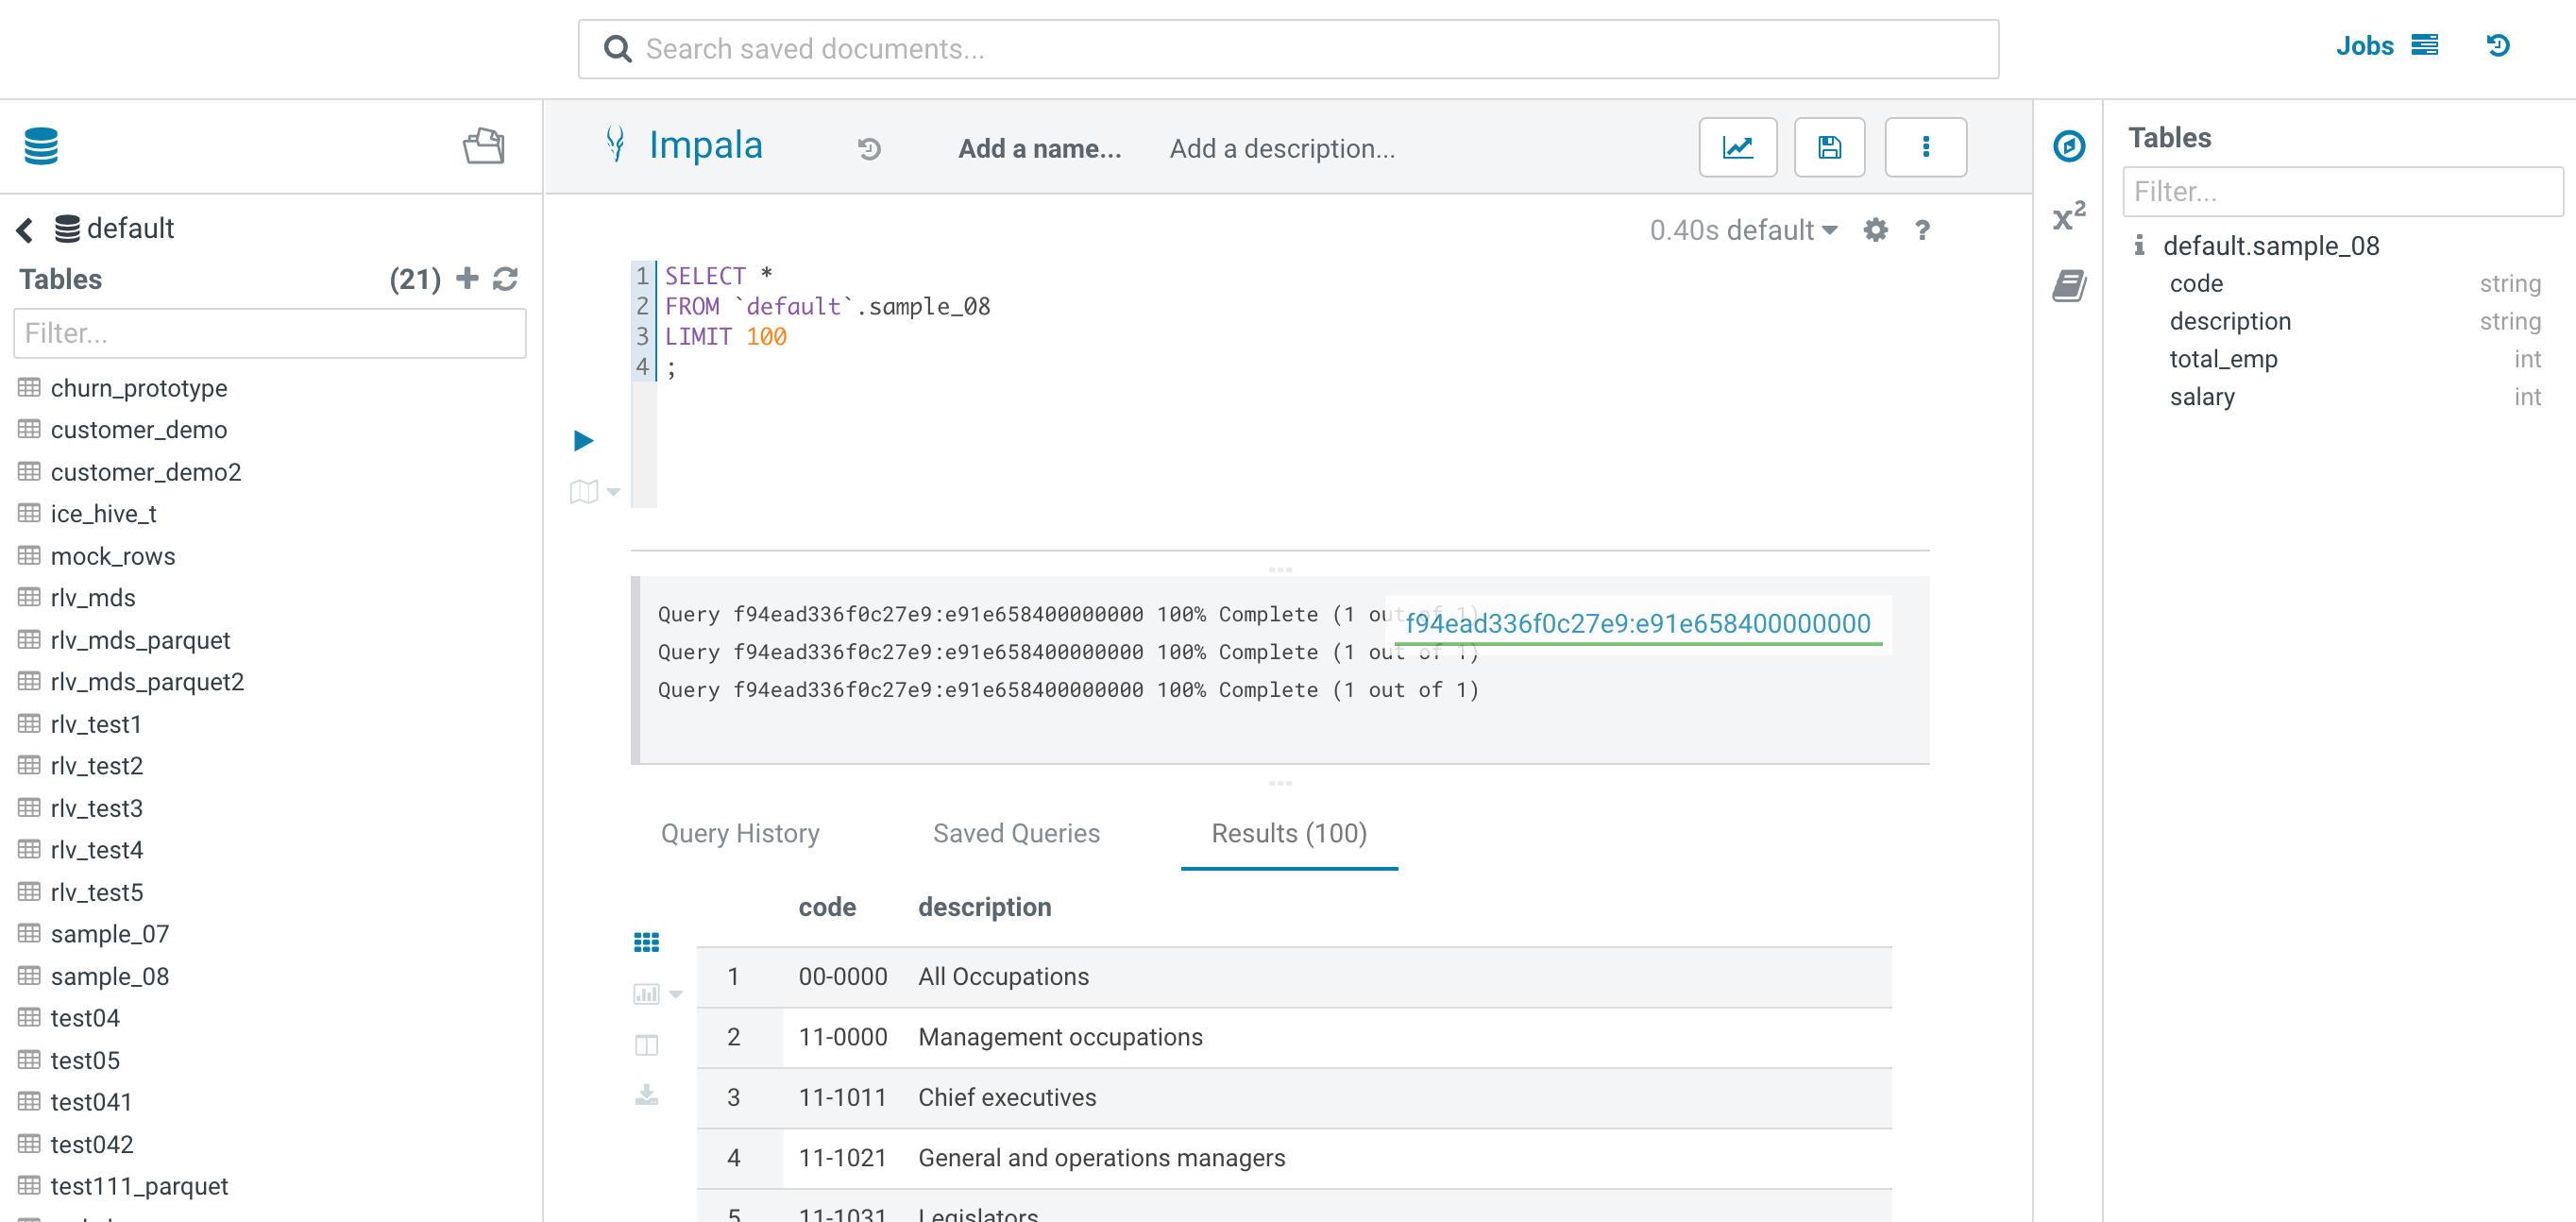 Search saved documents...
Jobs
default
Tables (21)
Filter...
churn_prototype
customer_demo
customer_demo2
ice_hive_t
mock_rows
rlv_mds
rlv_mds_parquet
rlv_mds_parquet2
rlv_test1
rlv_test2
rlv_test3
rlv_test4
rlv_test5
sample_07
sample_08
test04
test05
test041
test042
test111_parquet
Impala
Add a name...
Add a description...
0.40s default ?
1 SELECT *
2 FROM `default`.sample_08
3 LIMIT 100
4 ;
Query f94ead336f0c27e9:e91e658400000000 100% Complete (1 out of 1)
f94ead336f0c27e9:e91e658400000000
Query f94ead336f0c27e9:e91e658400000000 100% Complete (1 out of 1)
Query f94ead336f0c27e9:e91e658400000000 100% Complete (1 out of 1)
Query History
Saved Queries
Results (100)
code description
1 00-0000 All Occupations
2 11-0000 Management occupations
3 11-1011 Chief executives
4 11-1021 General and operations managers
5 11-1031 Legislators
x²
Tables
Filter...
default.sample_08
code string
description string
total_emp int
salary int